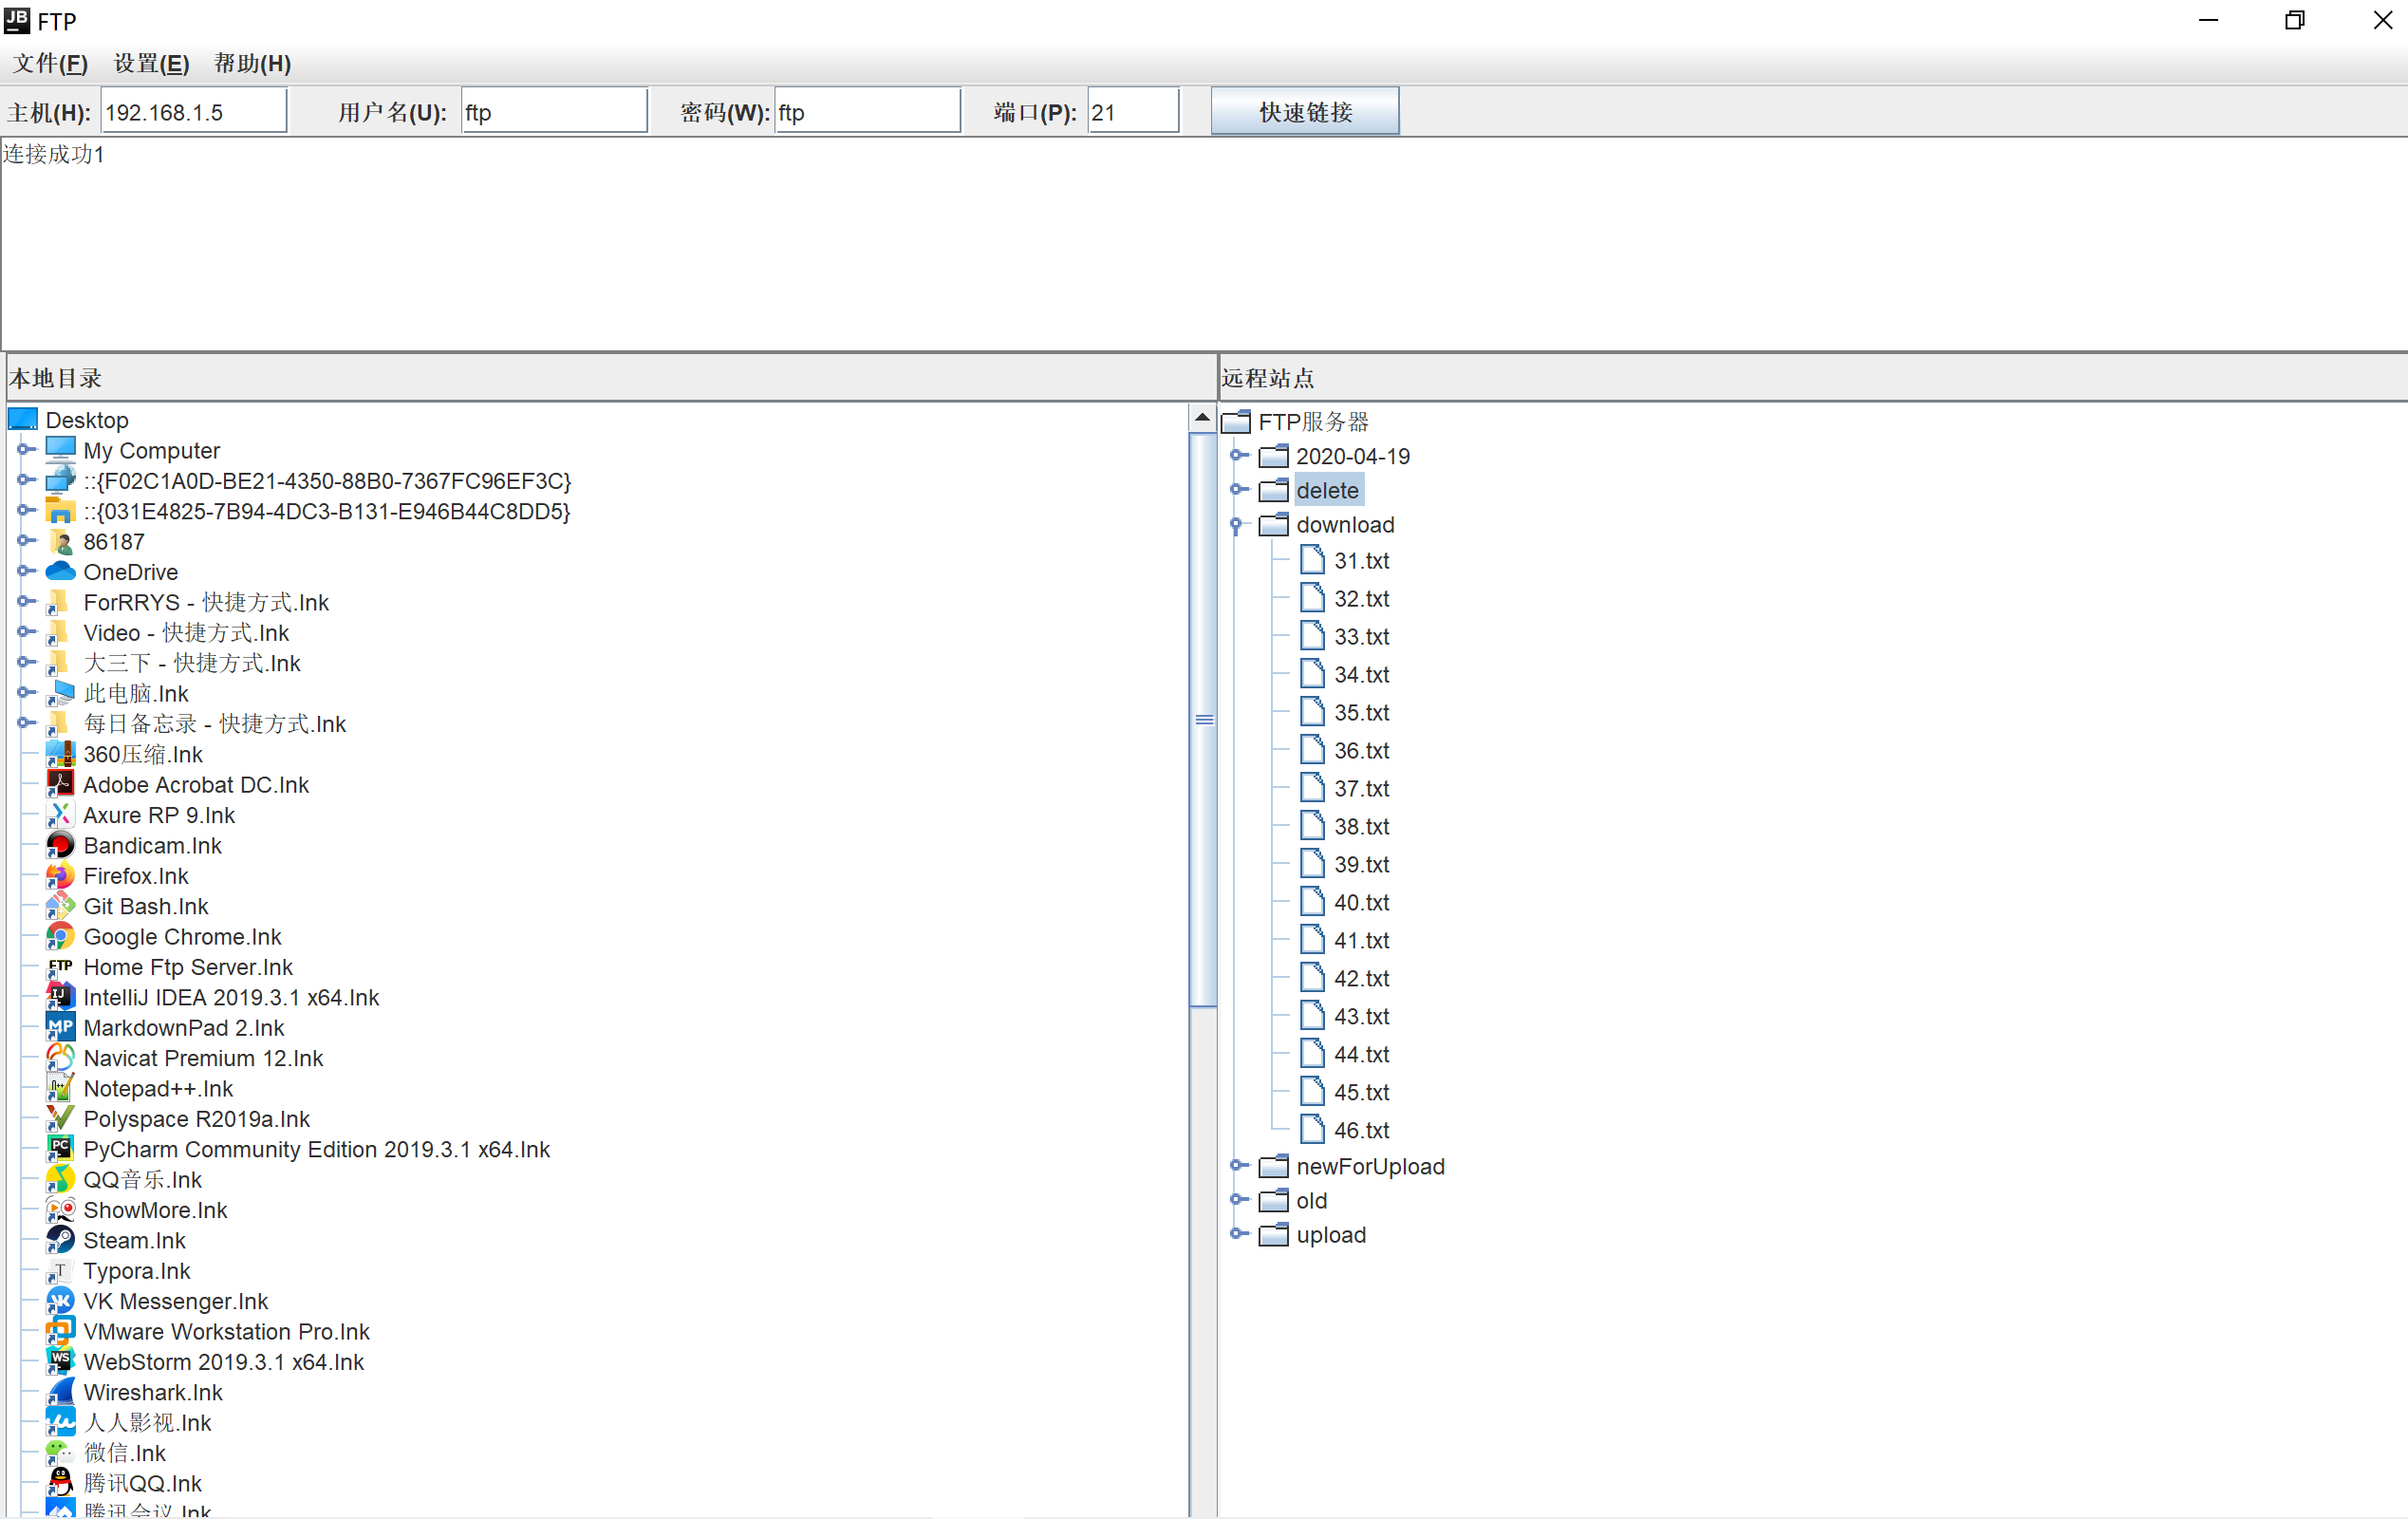 JB FTP
文件(F) 设置(E) 帮助(H)
主机(H): 192.168.1.5 用户名(U): ftp 密码(W): ftp 端口(P): 21 快速链接
连接成功1
本地目录
Desktop
My Computer
::{F02C1A0D-BE21-4350-88B0-7367FC96EF3C}
::{031E4825-7B94-4DC3-B131-E946B44C8DD5}
86187
OneDrive
ForRRYS - 快捷方式.lnk
Video - 快捷方式.lnk
大三下 - 快捷方式.lnk
此电脑.lnk
每日备忘录 - 快捷方式.lnk
360压缩.lnk
Adobe Acrobat DC.lnk
Axure RP 9.lnk
Bandicam.lnk
Firefox.lnk
Git Bash.lnk
Google Chrome.lnk
FTP Home Ftp Server.lnk
IJ IntelliJ IDEA 2019.3.1 x64.lnk
MP MarkdownPad 2.lnk
Navicat Premium 12.lnk
Notepad++.lnk
Polyspace R2019a.lnk
PC PyCharm Community Edition 2019.3.1 x64.lnk
QQ音乐.lnk
ShowMore.lnk
Steam.lnk
T Typora.lnk
VK Messenger.lnk
VMware Workstation Pro.lnk
WS WebStorm 2019.3.1 x64.lnk
Wireshark.lnk
人人影视.lnk
微信.lnk
腾讯QQ.lnk
腾讯会议.lnk
远程站点
FTP服务器
2020-04-19
delete
download
31.txt
32.txt
33.txt
34.txt
35.txt
36.txt
37.txt
38.txt
39.txt
40.txt
41.txt
42.txt
43.txt
44.txt
45.txt
46.txt
newForUpload
old
upload